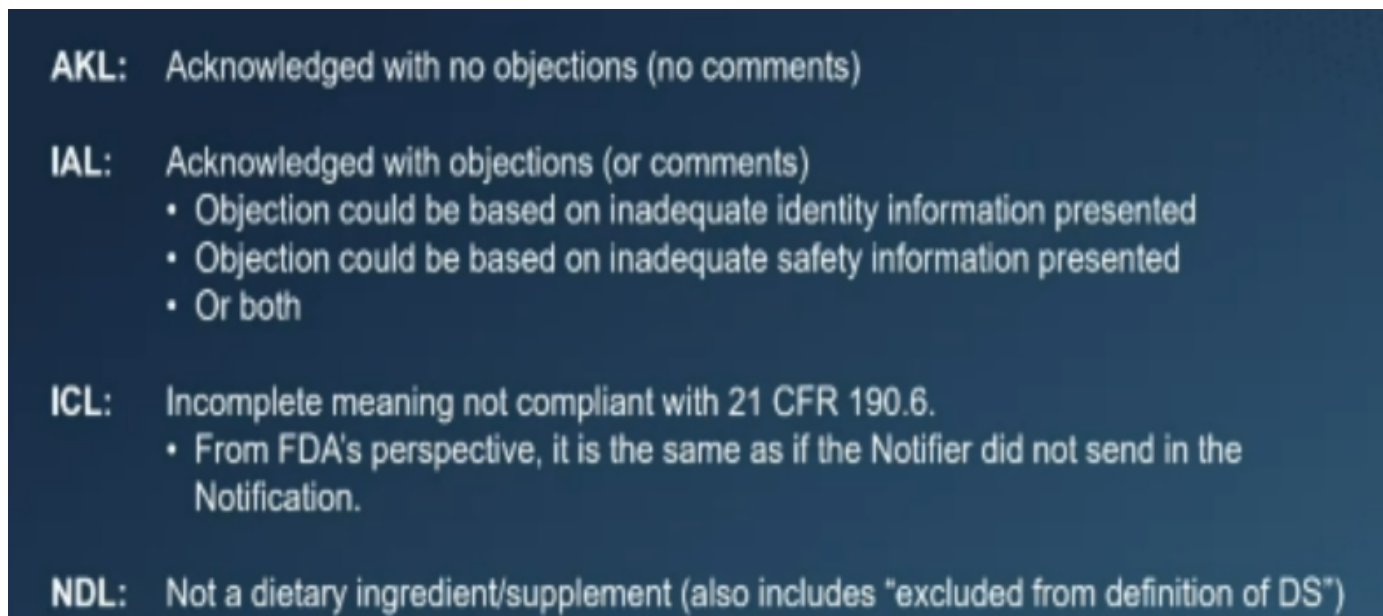 AKL: Acknowledged with no objections (no comments)
IAL: Acknowledged with objections (or comments)
• Objection could be based on inadequate identity information presented
• Objection could be based on inadequate safety information presented
• Or both
ICL: Incomplete meaning not compliant with 21 CFR 190.6.
• From FDA's perspective, it is the same as if the Notifier did not send in the
Notification.
NDL: Not a dietary ingredient/supplement (also includes “excluded from definition of DS”)